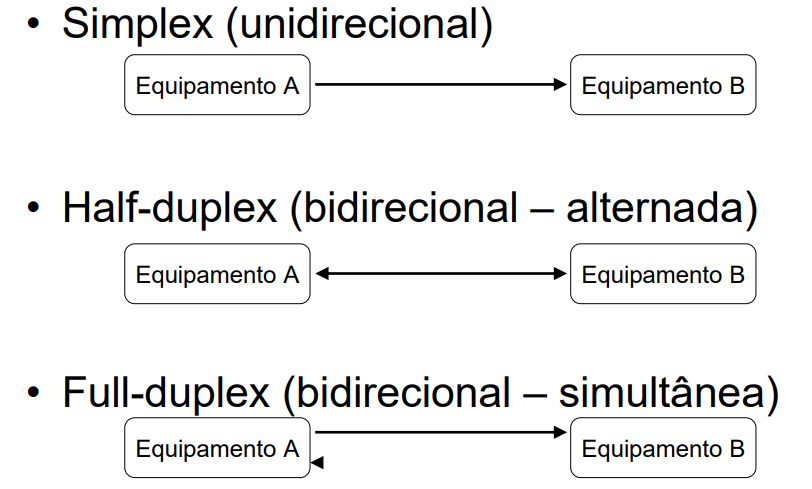 • Simplex (unidirecional)
Equipamento A
Equipamento B
• Half-duplex (bidirecional – alternada)
Equipamento A
Equipamento B
• Full-duplex (bidirecional – simultânea)
Equipamento A
Equipamento B